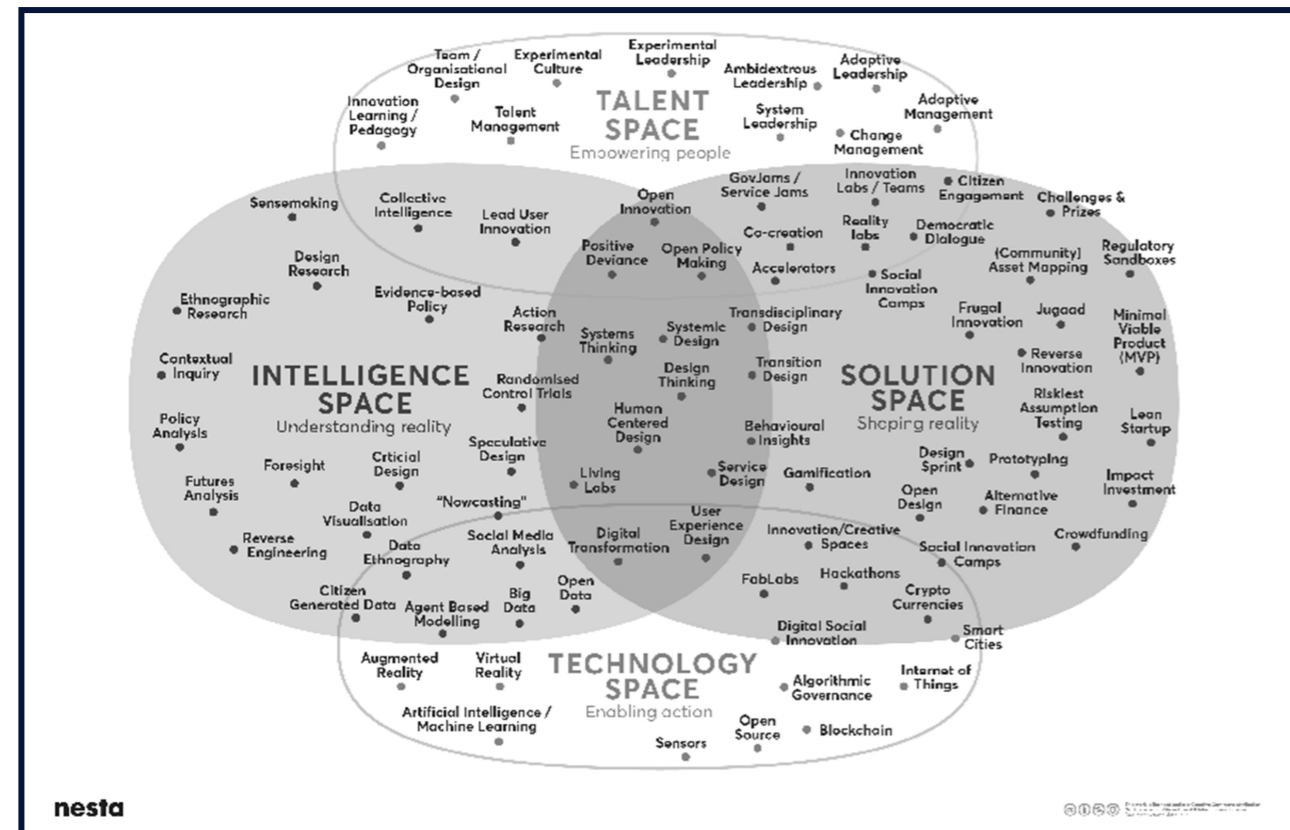 Team /
Organisational
Design
Experimental
Culture
Experimental
Leadership
Ambidextrous
Leadership
Adaptive
Leadership
Innovation
Learning /
Pedagogy
Talent
Management
TALENT
SPACE
Empowering people
System
Leadership
Adaptive
Management
Change
Management
Sensemaking
Collective
Intelligence
Lead User
Innovation
Open
Innovation
GovJams /
Service Jams
Innovation
Labs / Teams
Citizen
Engagement
Challenges &
Prizes
Design
Research
Positive
Deviance
Open Policy
Making
Co-creation
Reality
labs
Democratic
Dialogue
(Community)
Asset Mapping
Regulatory
Sandboxes
Accelerators
Social
Innovation
Camps
Ethnographic
Research
Evidence-based
Policy
Action
Research
Systems
Thinking
Systemic
Design
Transdisciplinary
Design
Frugal
Innovation
Jugaad
Minimal
Viable
Product
(MVP)
Contextual
Inquiry
INTELLIGENCE
SPACE
Understanding reality
Randomised
Control Trials
Design
Thinking
Transition
Design
SOLUTION
SPACE
Shaping reality
Reverse
Innovation
Riskiest
Assumption
Testing
Lean
Startup
Policy
Analysis
Human
Centered
Design
Behavioural
Insights
Foresight
Crticial
Design
Speculative
Design
Living
Labs
Service
Design
Gamification
Design
Sprint
Prototyping
Impact
Investment
Futures
Analysis
Data
Visualisation
"Nowcasting"
User
Experience
Design
Open
Design
Alternative
Finance
Reverse
Engineering
Data
Ethnography
Social Media
Analysis
Digital
Transformation
Innovation/Creative
Spaces
Social Innovation
Camps
Crowdfunding
Citizen
Generated Data
Agent Based
Modelling
Big
Data
Open
Data
FabLabs
Hackathons
Crypto
Currencies
Digital Social
Innovation
Smart
Cities
Augmented
Reality
Virtual
Reality
TECHNOLOGY
SPACE
Enabling action
Algorithmic
Governance
Internet of
Things
Artificial Intelligence /
Machine Learning
Sensors
Open
Source
Blockchain
nesta